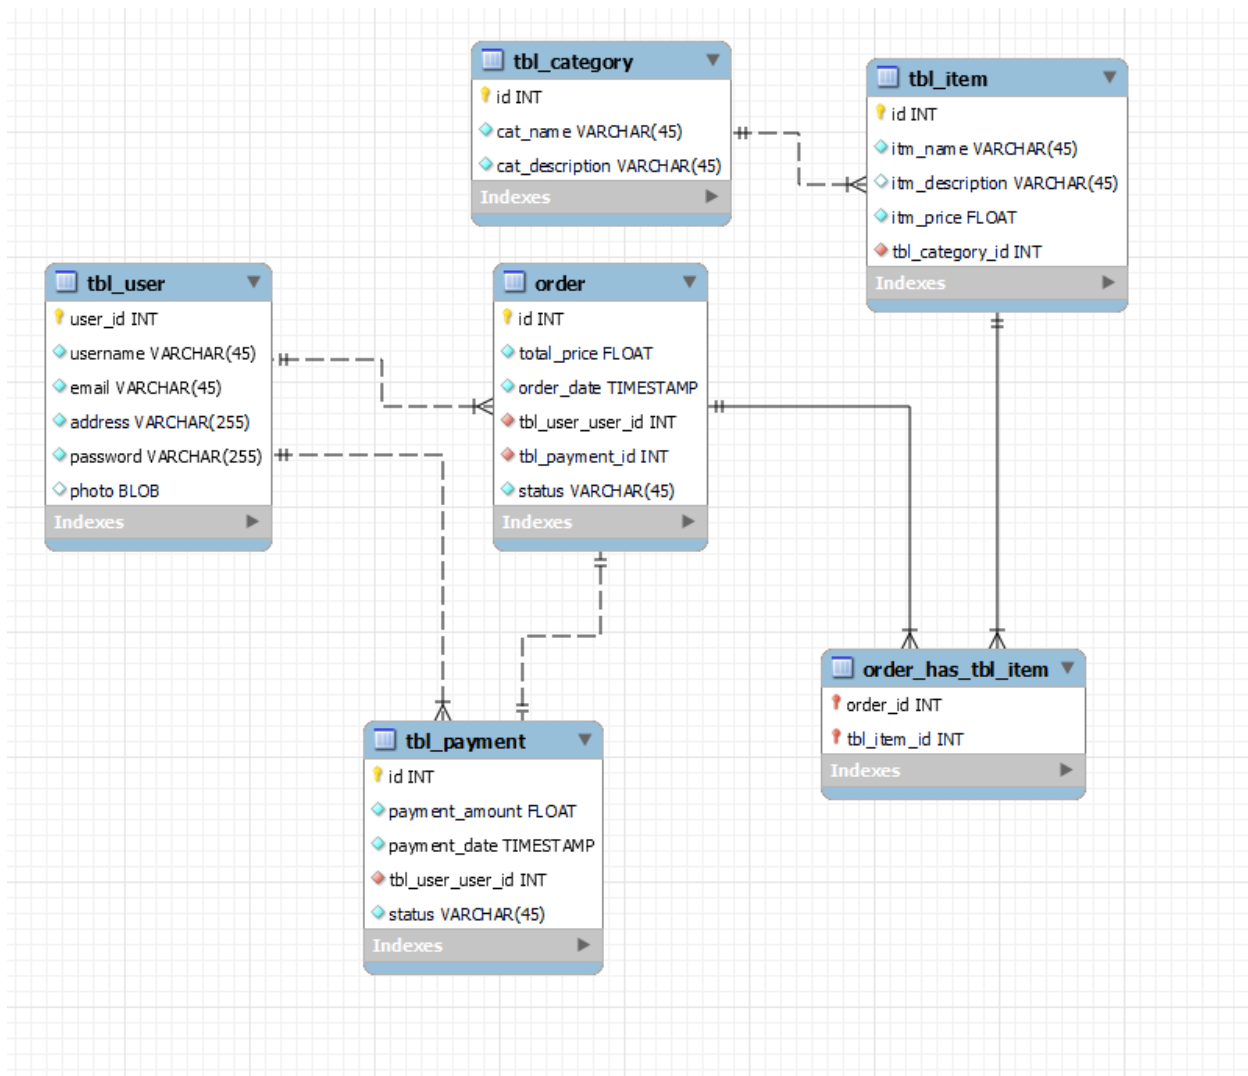 tbl_category
id INT
cat_name VARCHAR(45)
cat_description VARCHAR(45)
Indexes
tbl_item
id INT
itm_name VARCHAR(45)
itm_description VARCHAR(45)
itm_price FLOAT
tbl_category_id INT
Indexes
tbl_user
user_id INT
username VARCHAR(45)
email VARCHAR(45)
address VARCHAR(255)
password VARCHAR(255)
photo BLOB
Indexes
order
id INT
total_price FLOAT
order_date TIMESTAMP
tbl_user_user_id INT
tbl_payment_id INT
status VARCHAR(45)
Indexes
order_has_tbl_item
order_id INT
tbl_item_id INT
Indexes
tbl_payment
id INT
payment_amount FLOAT
payment_date TIMESTAMP
tbl_user_user_id INT
status VARCHAR(45)
Indexes